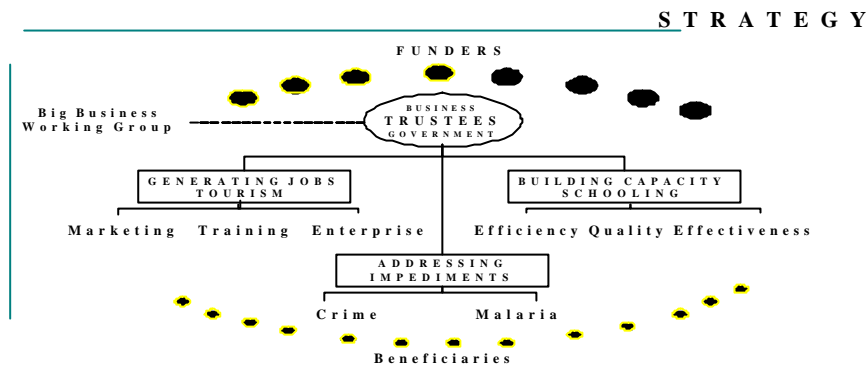 STRATEGY
FUNDERS
Big Business
Working Group
BUSINESS
TRUSTEES
GOVERNMENT
GENERATING JOBS
TOURISM
BUILDING CAPACITY
SCHOOLING
Marketing Training Enterprise
Efficiency Quality Effectiveness
ADDRESSING
IMPEDIMENTS
Crime Malaria
Beneficiaries